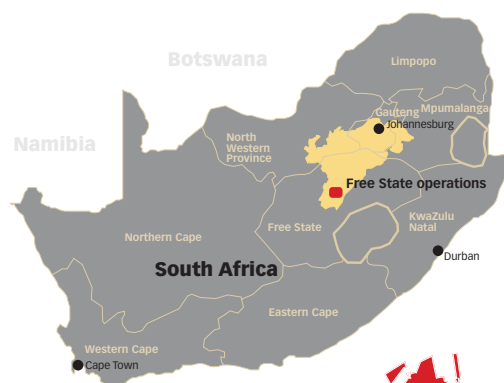 Botswana
Limpopo
Namibia
Gauteng
Mpumalanga
Johannesburg
North
Western
Province
Free State operations
Free State
KwaZulu
Natal
Northern Cape
Durban
South Africa
Eastern Cape
Western Cape
Cape Town